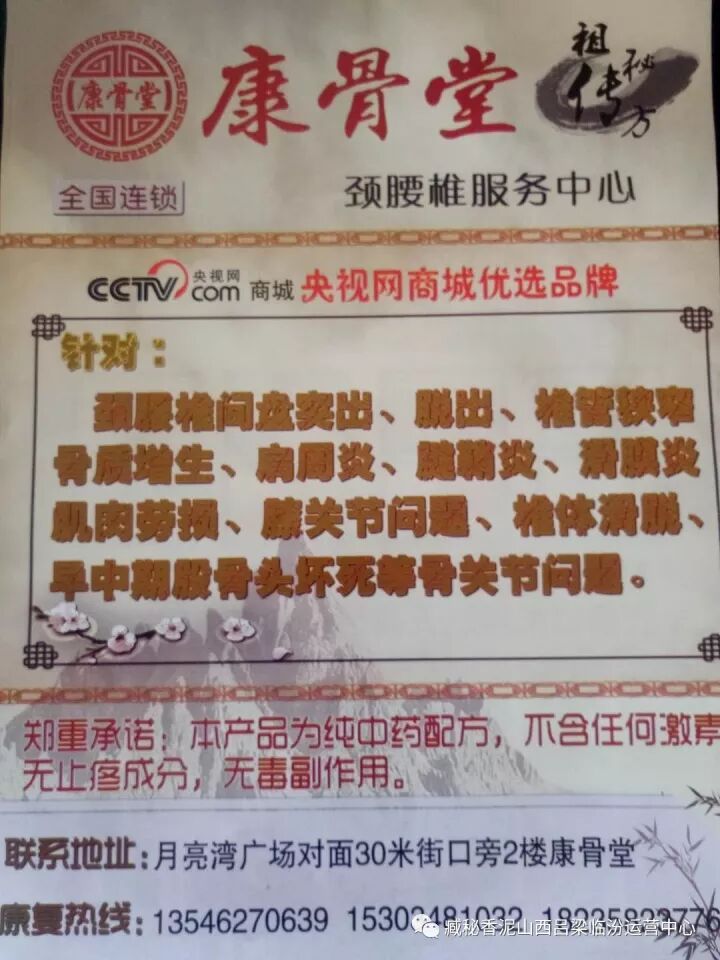 康骨堂
康骨堂
祖传秘方
全国连锁
颈腰椎服务中心
CCTV.com 央视网 商城 央视网商城优选品牌
针对：
颈腰椎间盘突出、脱出、椎管狭窄
骨质增生、肩周炎、腱鞘炎、滑膜炎
肌肉劳损、膝关节问题、椎体滑脱、
早中期股骨头坏死等骨关节问题。
郑重承诺：本产品为纯中药配方，不含任何激素
无止疼成分，无毒副作用。
联系地址：月亮湾广场对面30米街口旁2楼康骨堂
康复热线：13546270639
藏秘香泥山西吕梁临汾运营中心